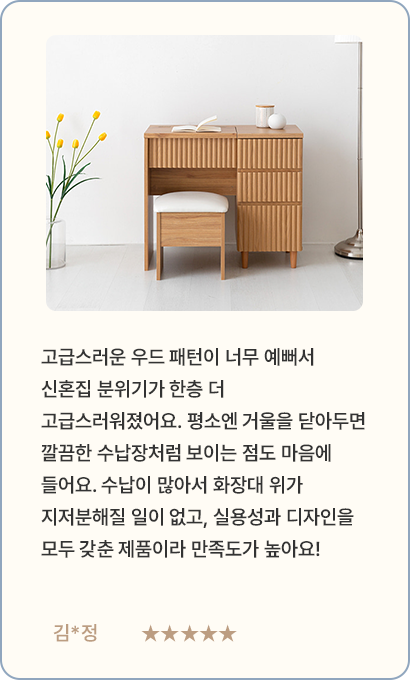 고급스러운 우드 패턴이 너무 예뻐서
신혼집 분위기가 한층 더
고급스러워졌어요. 평소엔 거울을 닫아두면
깔끔한 수납장처럼 보이는 점도 마음에
들어요. 수납이 많아서 화장대 위가
지저분해질 일이 없고, 실용성과 디자인을
모두 갖춘 제품이라 만족도가 높아요!
김*정 ★★★★★